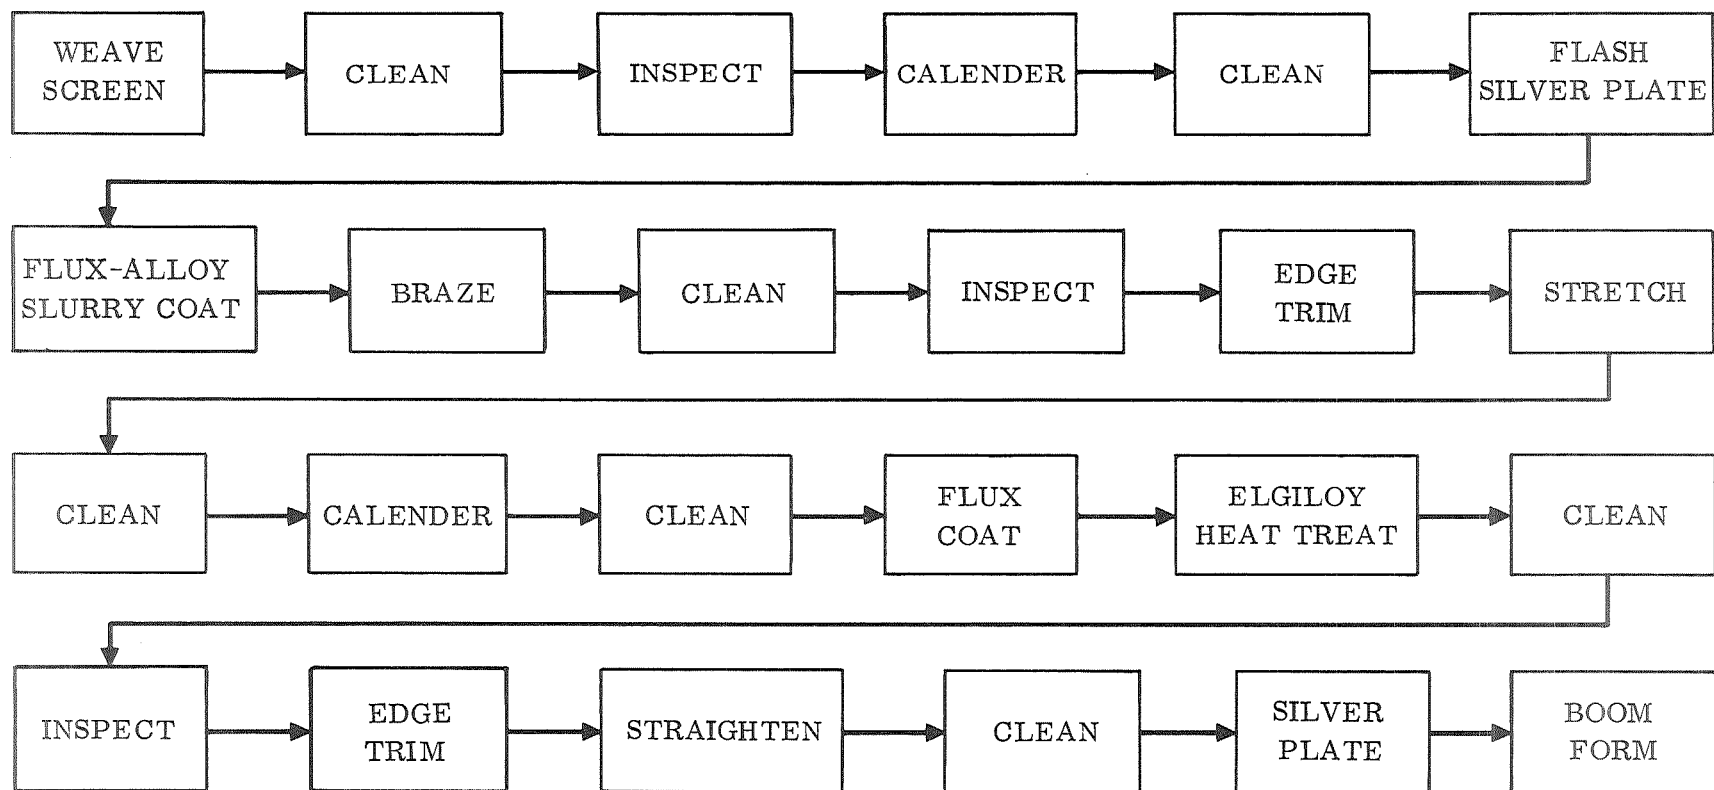 WEAVE
SCREEN
CLEAN
INSPECT
CALENDER
CLEAN
FLASH
SILVER PLATE
FLUX-ALLOY
SLURRY COAT
BRAZE
CLEAN
INSPECT
EDGE
TRIM
STRETCH
CLEAN
CALENDER
CLEAN
FLUX
COAT
ELGILOY
HEAT TREAT
CLEAN
INSPECT
EDGE
TRIM
STRAIGHTEN
CLEAN
SILVER
PLATE
BOOM
FORM